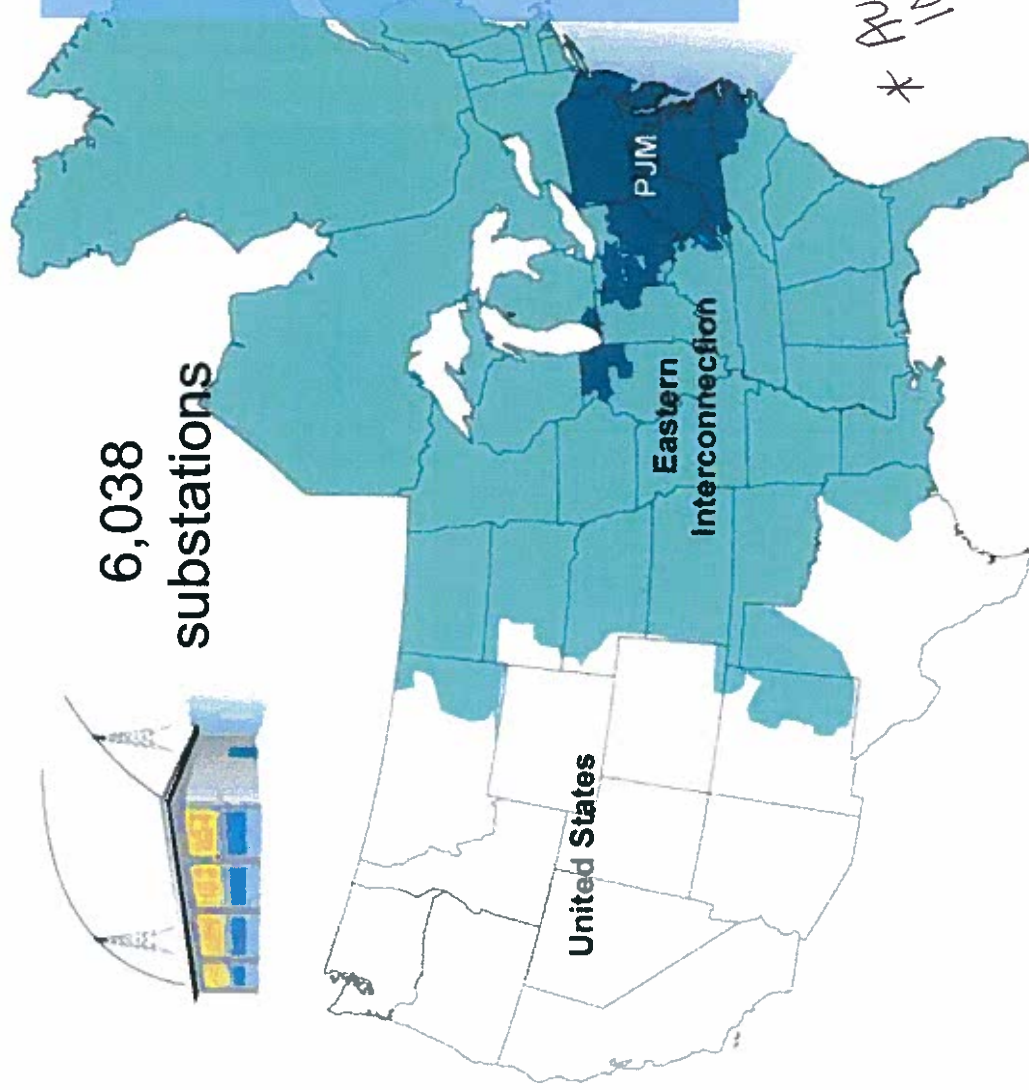 6,038
substations
PJM
Eastern
Interconnection
United States
*